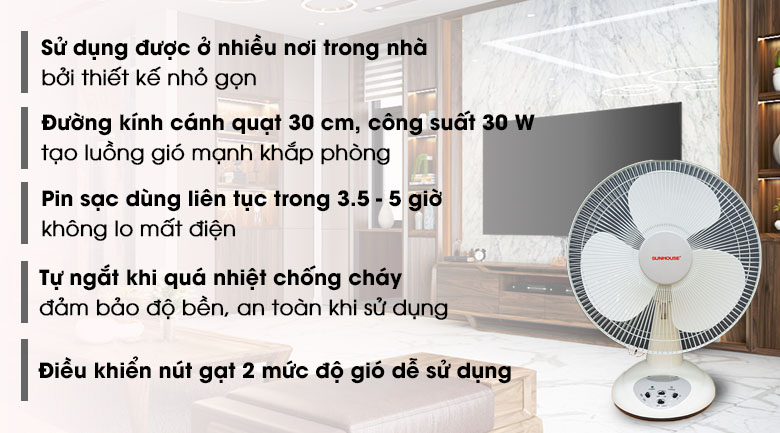 Sử dụng được ở nhiều nơi trong nhà
bởi thiết kế nhỏ gọn
Đường kính cánh quạt 30 cm, công suất 30 W
tạo luồng gió mạnh khắp phòng
Pin sạc dùng liên tục trong 3.5 - 5 giờ
không lo mất điện
Tự ngắt khi quá nhiệt chống cháy
đảm bảo độ bền, an toàn khi sử dụng
Điều khiển nút gạt 2 mức độ gió dễ sử dụng
SUNHOUSE